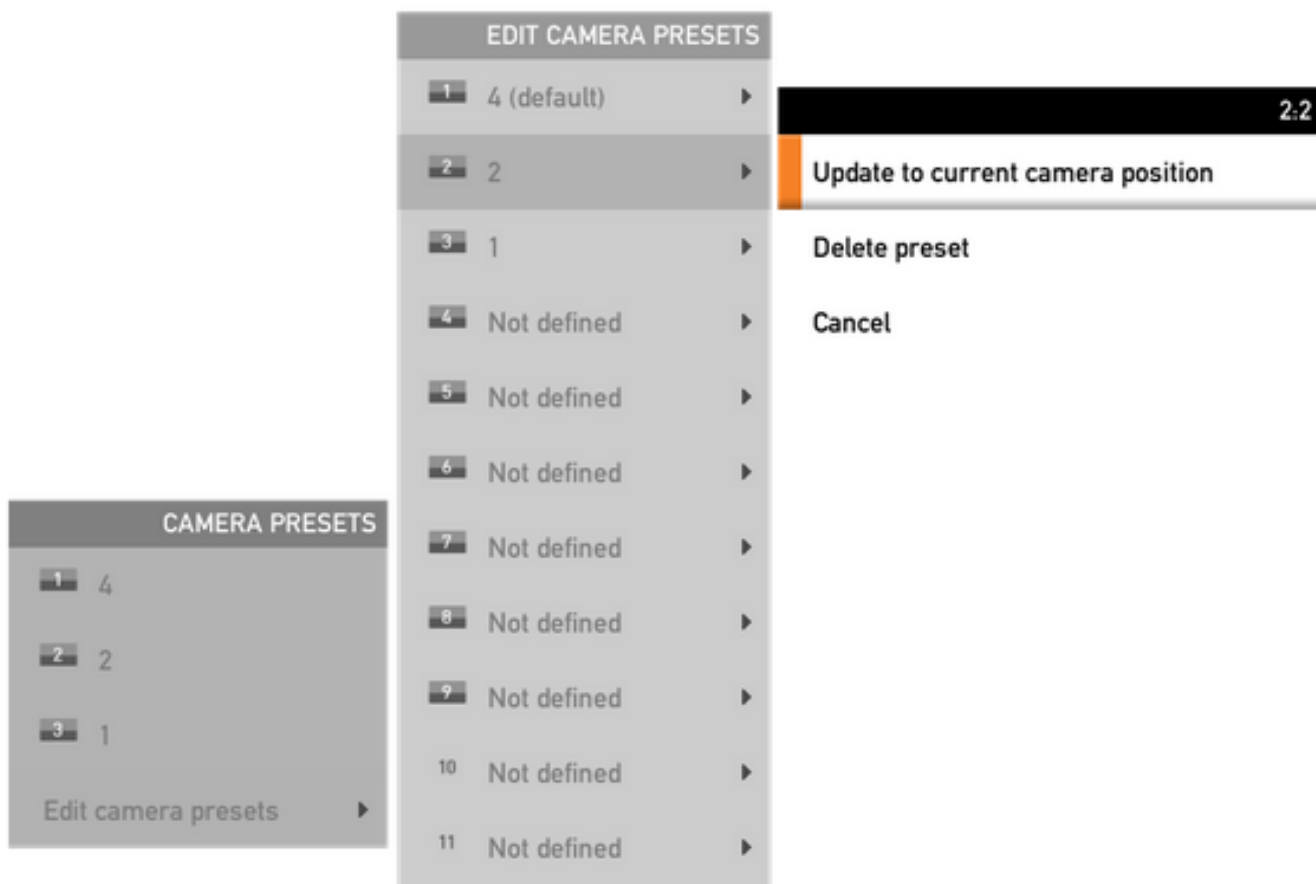 CAMERA PRESETS
1 4
2 2
3 1
Edit camera presets
EDIT CAMERA PRESETS
1 4 (default)
2 2
3 1
4 Not defined
5 Not defined
6 Not defined
7 Not defined
8 Not defined
9 Not defined
10 Not defined
11 Not defined
2:2
Update to current camera position
Delete preset
Cancel